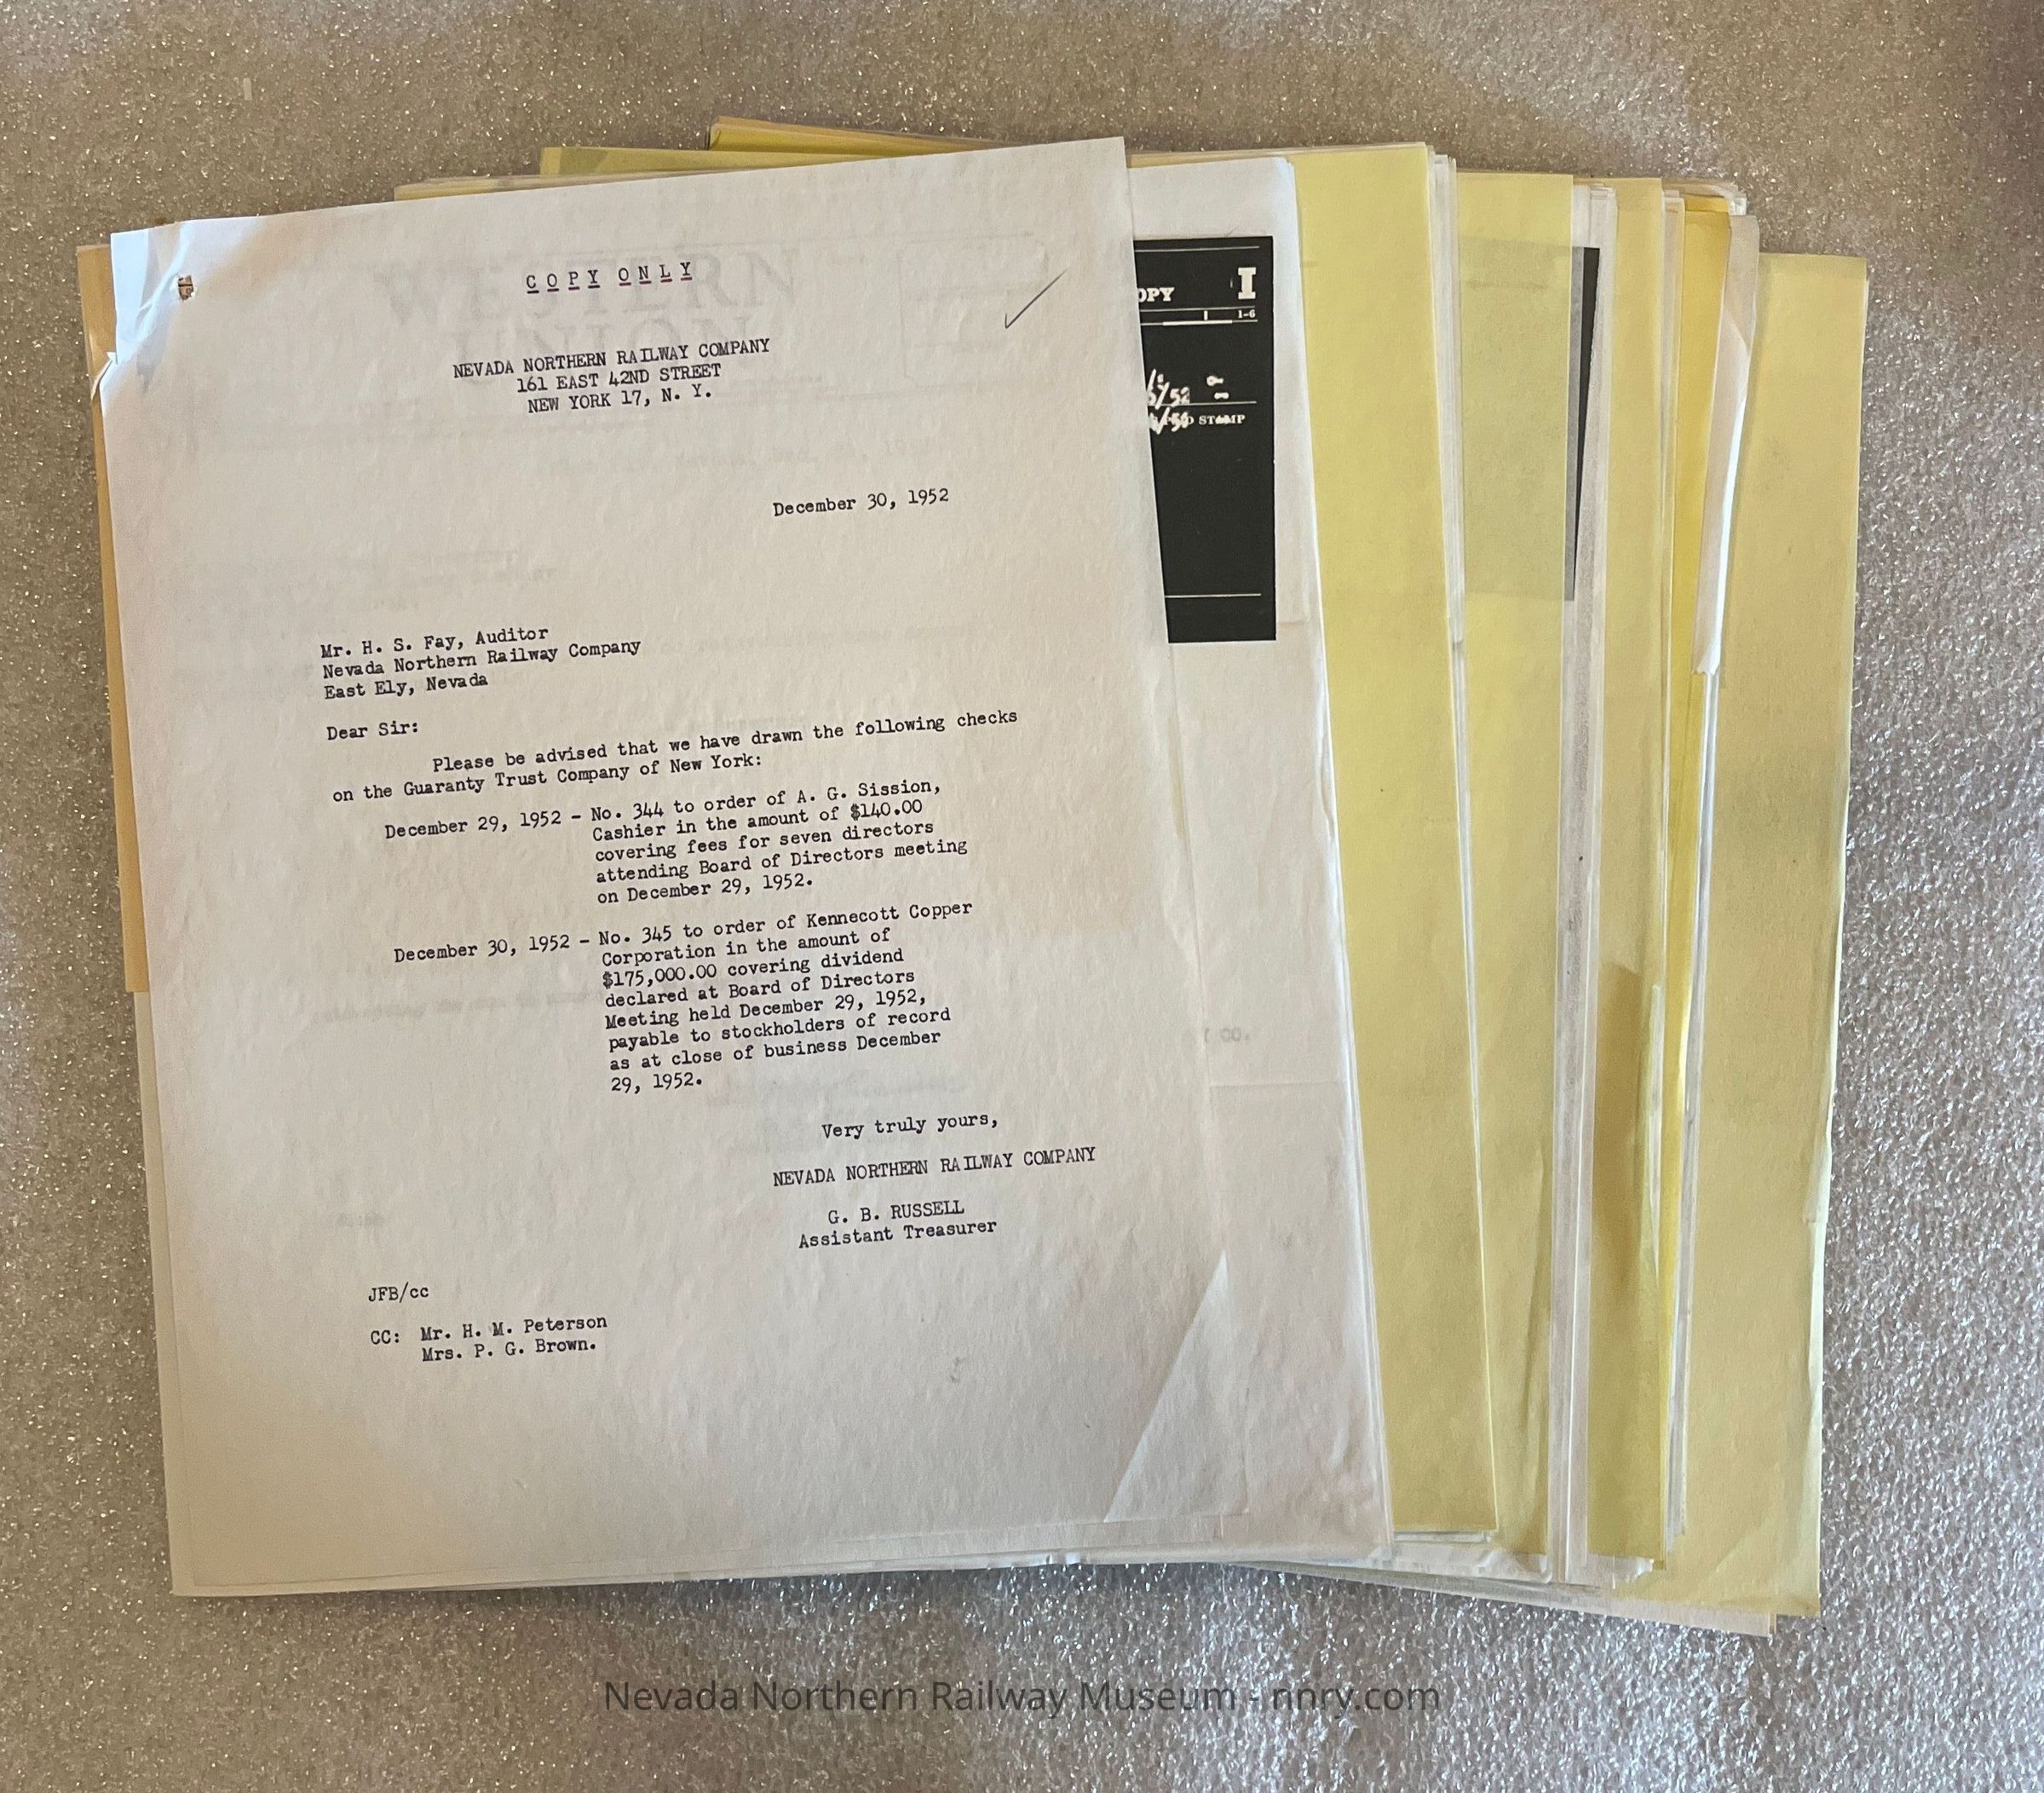 COPY ONLY
WESTERN
UNION
NEVADA NORTHERN RAILWAY COMPANY
161 EAST 42ND STREET
NEW YORK 17, N. Y.
December 30, 1952
Mr. H. S. Fay, Auditor
Nevada Northern Railway Company
East Ely, Nevada
Dear Sir:
Please be advised that we have drawn the following checks
on the Guaranty Trust Company of New York:
December 29, 1952 - No. 344 to order of A. G. Sission,
Cashier in the amount of $140.00
covering fees for seven directors
attending Board of Directors meeting
on December 29, 1952.
December 30, 1952 - No. 345 to order of Kennecott Copper
Corporation in the amount of
$175,000.00 covering dividend
declared at Board of Directors
Meeting held December 29, 1952,
payable to stockholders of record
as at close of business December
29, 1952.
Very truly yours,
NEVADA NORTHERN RAILWAY COMPANY
G. B. RUSSELL
Assistant Treasurer
JFB/cc
CC: Mr. H. M. Peterson
Mrs. P. G. Brown.
OPY I
1-6
/52
STAMP
CO.
Nevada Northern Railway Museum - nnry.com